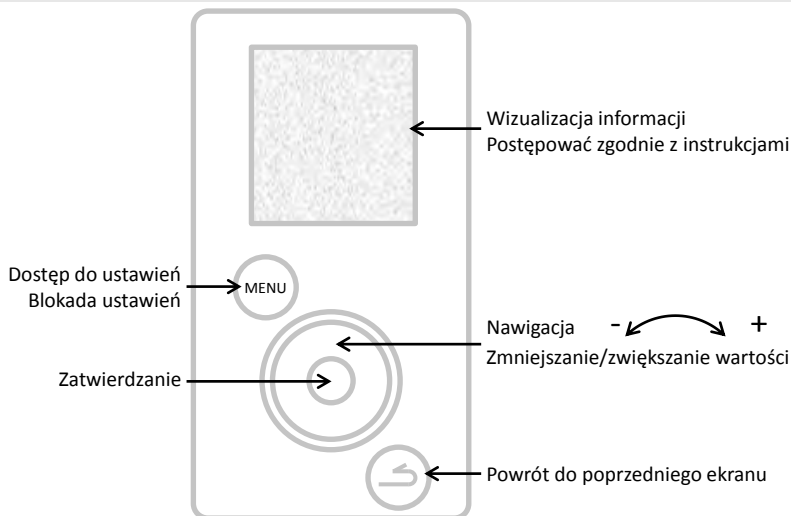 Wizualizacja informacji
Postępować zgodnie z instrukcjami
Dostęp do ustawień
Blokada ustawień
MENU
Nawigacja - +
Zmniejszanie/zwiększanie wartości
Zatwierdzanie
Powrót do poprzedniego ekranu